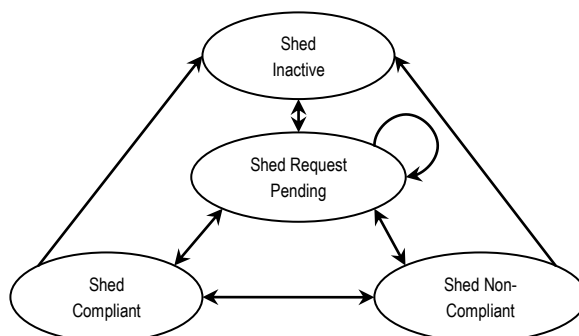 Shed
Inactive
Shed Request
Pending
Shed
Compliant
Shed Non-
Compliant